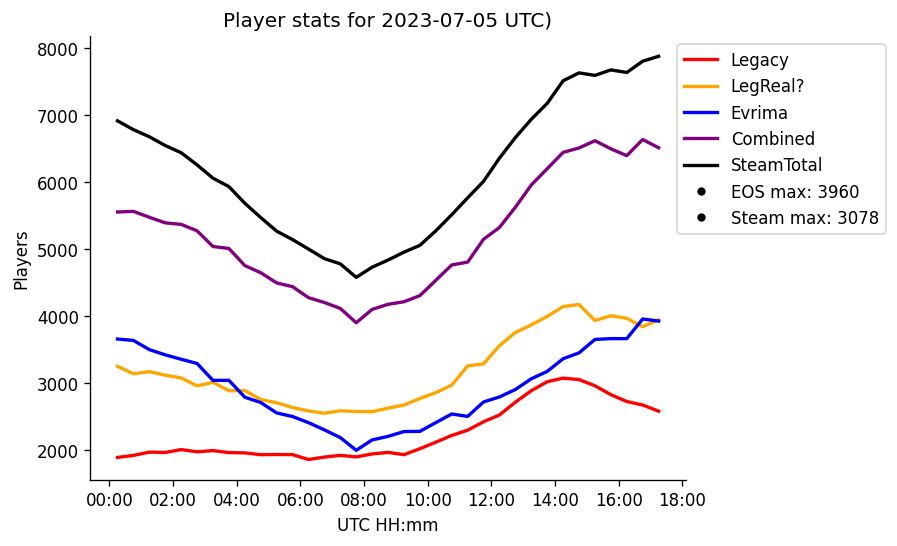 Player stats for 2023-07-05 UTC)
8000
7000
6000
5000
4000
3000
2000
Players
00:00 02:00 04:00 06:00 08:00 10:00 12:00 14:00 16:00 18:00
UTC HH:mm
Legacy
LegReal?
Evrima
Combined
SteamTotal
EOS max: 3960
Steam max: 3078